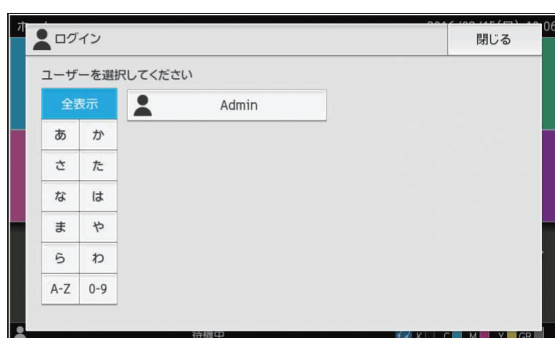 ログイン
閉じる
ユーザーを選択してください
全表示
Admin
あ か
さ た
な は
ま や
ら わ
A-Z 0-9
待機中
K C M Y GR